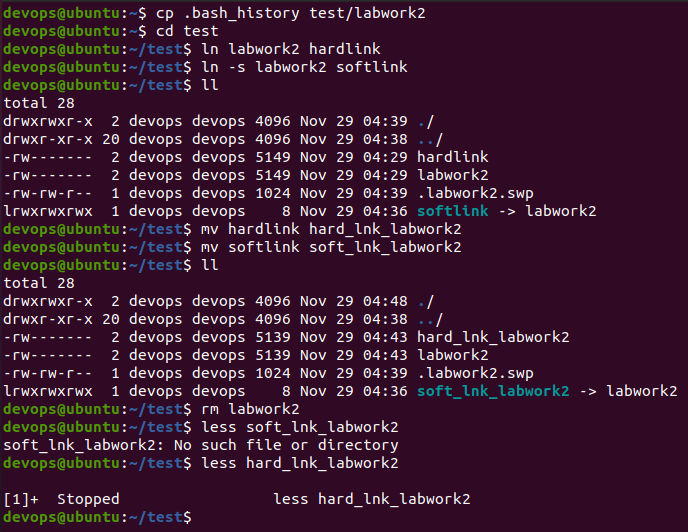 devops@ubuntu:~$ cp .bash_history test/labwork2
devops@ubuntu:~$ cd test
devops@ubuntu:~/test$ ln labwork2 hardlink
devops@ubuntu:~/test$ ln -s labwork2 softlink
devops@ubuntu:~/test$ ll
total 28
drwxrwxr-x  2 devops devops 4096 Nov 29 04:39 ./
drwxr-xr-x 20 devops devops 4096 Nov 29 04:38 ../
-rw-------  2 devops devops 5149 Nov 29 04:29 hardlink
-rw-------  2 devops devops 5149 Nov 29 04:29 labwork2
-rw-rw-r--  1 devops devops 1024 Nov 29 04:39 .labwork2.swp
lrwxrwxrwx  1 devops devops    8 Nov 29 04:36 softlink -> labwork2
devops@ubuntu:~/test$ mv hardlink hard_lnk_labwork2
devops@ubuntu:~/test$ mv softlink soft_lnk_labwork2
devops@ubuntu:~/test$ ll
total 28
drwxrwxr-x  2 devops devops 4096 Nov 29 04:48 ./
drwxr-xr-x 20 devops devops 4096 Nov 29 04:38 ../
-rw-------  2 devops devops 5139 Nov 29 04:43 hard_lnk_labwork2
-rw-------  2 devops devops 5139 Nov 29 04:43 labwork2
-rw-rw-r--  1 devops devops 1024 Nov 29 04:39 .labwork2.swp
lrwxrwxrwx  1 devops devops    8 Nov 29 04:36 soft_lnk_labwork2 -> labwork2
devops@ubuntu:~/test$ rm labwork2
devops@ubuntu:~/test$ less soft_lnk_labwork2
soft_lnk_labwork2: No such file or directory
devops@ubuntu:~/test$ less hard_lnk_labwork2
[1]+  Stopped                 less hard_lnk_labwork2
devops@ubuntu:~/test$